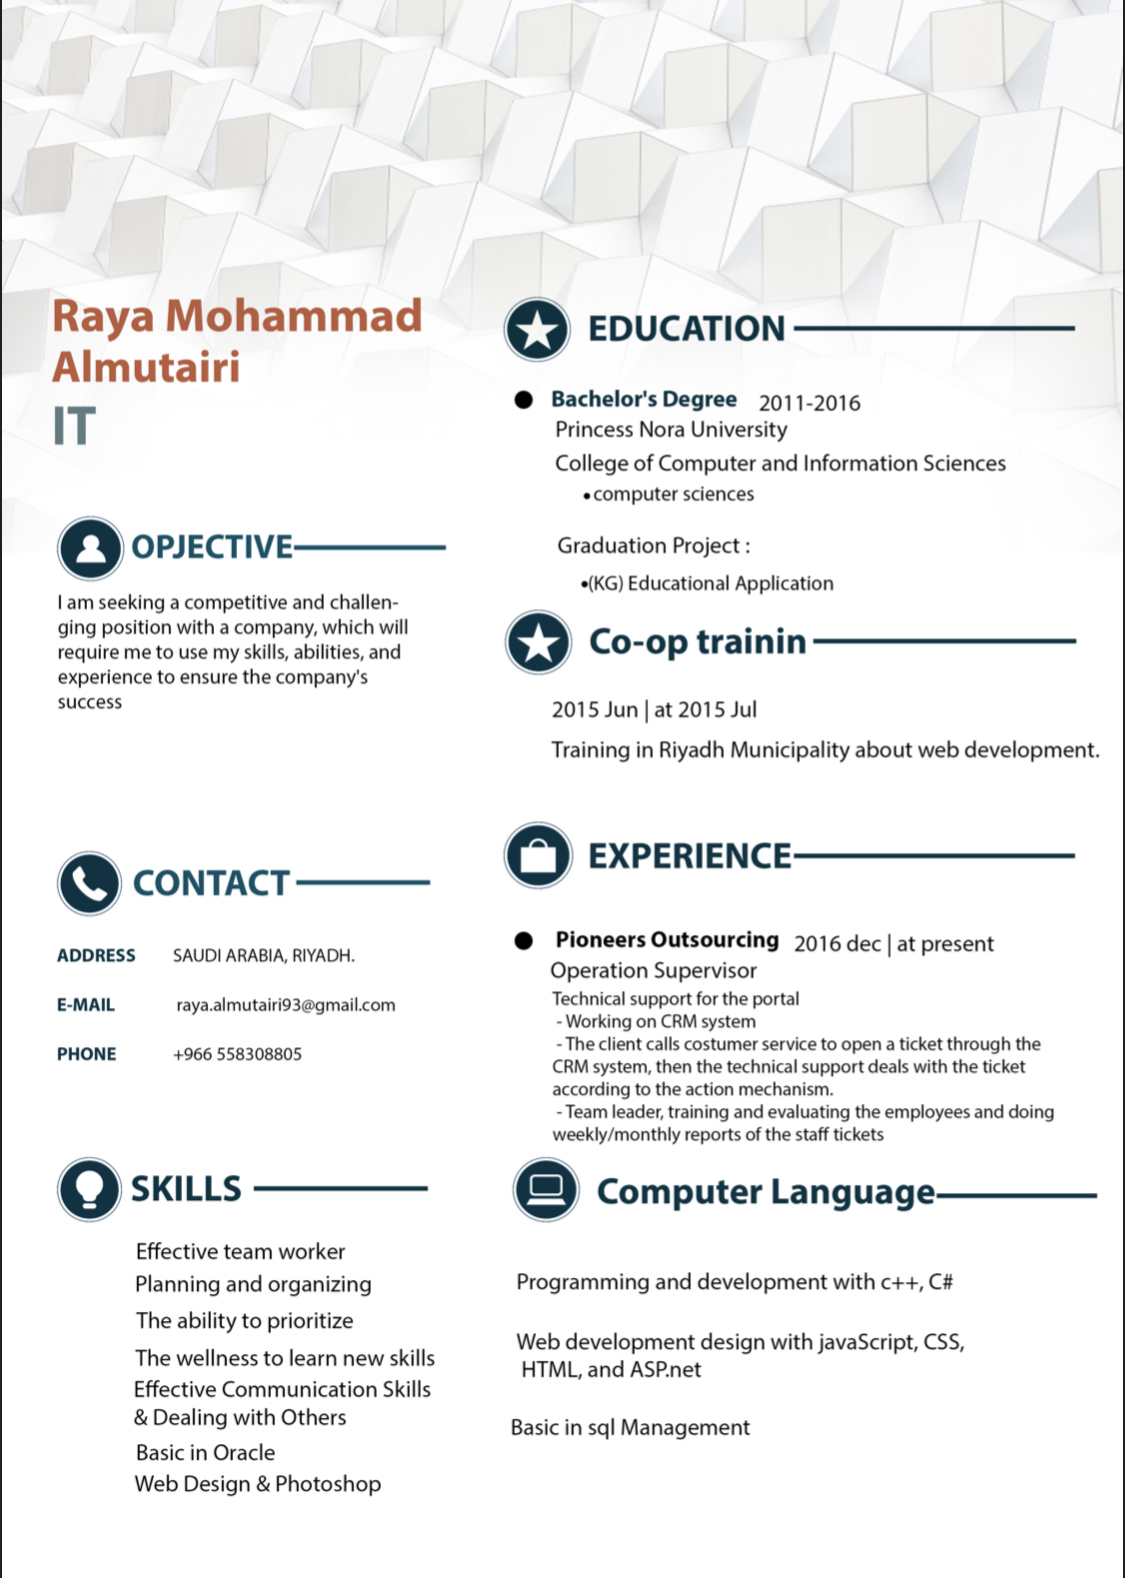 Raya Mohammad
Almutairi
IT
OPJECTIVE
I am seeking a competitive and challen-
ging position with a company, which will
require me to use my skills, abilities, and
experience to ensure the company's
success
CONTACT
ADDRESS SAUDI ARABIA, RIYADH.
E-MAIL raya.almutairi93@gmail.com
PHONE +966 558308805
SKILLS
Effective team worker
Planning and organizing
The ability to prioritize
The wellness to learn new skills
Effective Communication Skills
& Dealing with Others
Basic in Oracle
Web Design & Photoshop
EDUCATION
Bachelor's Degree 2011-2016
Princess Nora University
College of Computer and Information Sciences
•computer sciences
Graduation Project :
•(KG) Educational Application
Co-op trainin
2015 Jun | at 2015 Jul
Training in Riyadh Municipality about web development.
EXPERIENCE
Pioneers Outsourcing 2016 dec | at present
Operation Supervisor
Technical support for the portal
- Working on CRM system
- The client calls costumer service to open a ticket through the
CRM system, then the technical support deals with the ticket
according to the action mechanism.
- Team leader, training and evaluating the employees and doing
weekly/monthly reports of the staff tickets
Computer Language
Programming and development with c++, C#
Web development design with javaScript, CSS,
HTML, and ASP.net
Basic in sql Management